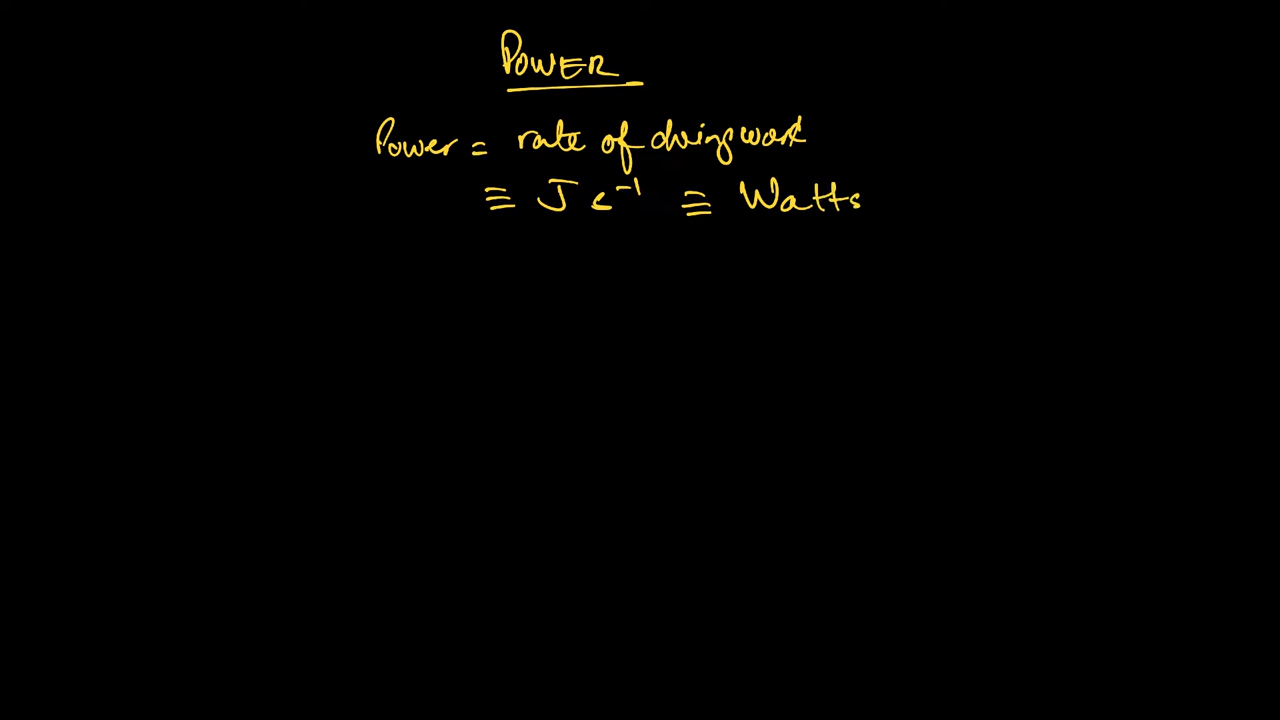 POWER
Power = rate of doing work
≡ J s⁻¹ ≡ Watts